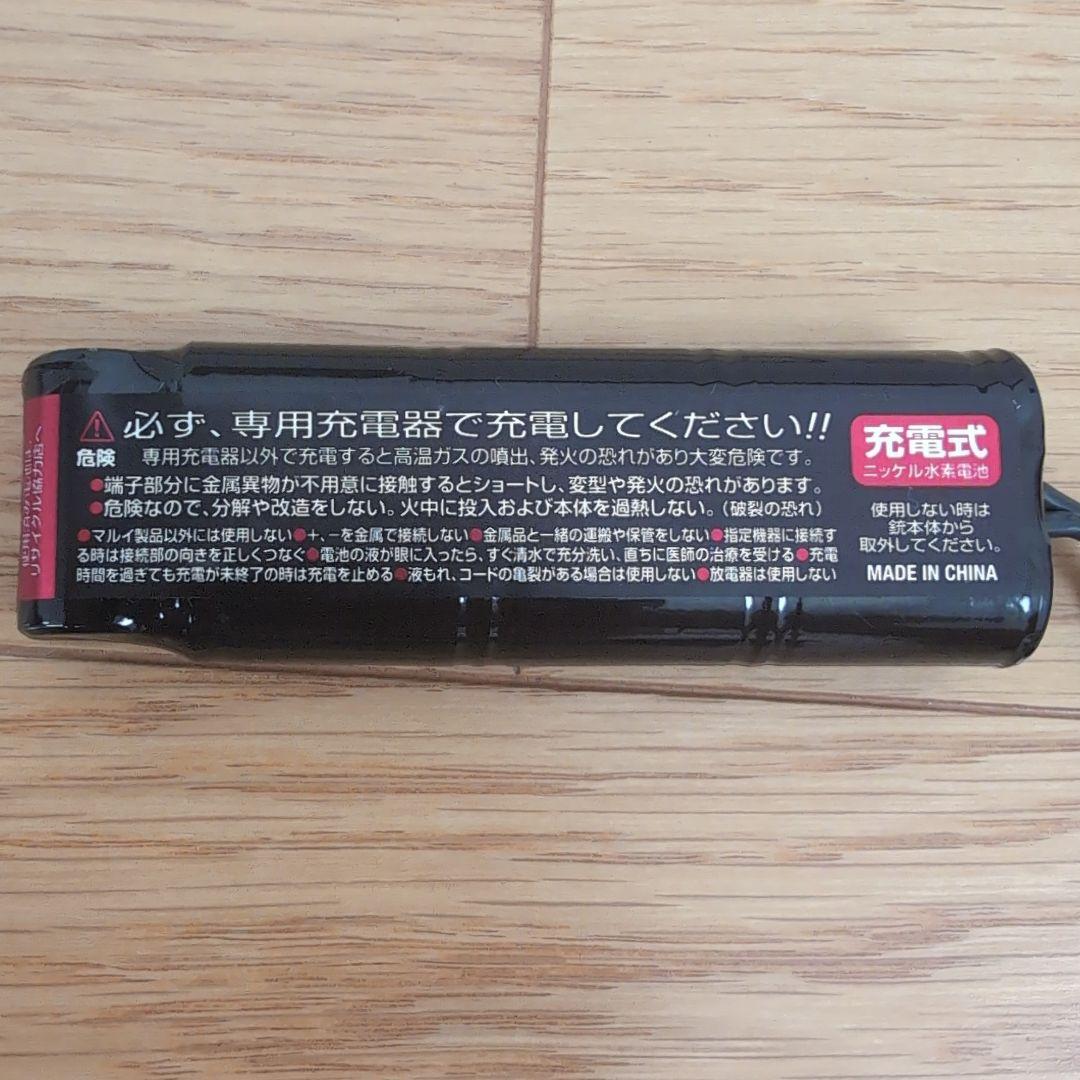 必ず、専用充電器で充電してください!!
危険 専用充電器以外で充電すると高温ガスの噴出、発火の恐れがあり大変危険です。
●端子部分に金属異物が不用意に接触するとショートし、変型や発火の恐れがあります。
●危険なので、分解や改造をしない。火中に投入および本体を過熱しない。(破裂の恐れ)
●マルイ製品以外には使用しない●+、-を金属で接続しない●金属品と一緒の運搬や保管をしない●指定機器に接続す
る時は接続部の向きを正しくつなぐ●電池の液が眼に入ったら、すぐ清水で充分洗い、直ちに医師の治療を受ける●充電
時間を過ぎても充電が未終了の時は充電を止める●液もれ、コードの亀裂がある場合は使用しない●放電器は使用しない
充電式
ニッケル水素電池
使用しない時は
銃本体から
取外してください。
MADE IN CHINA
リサイクル協力店へ